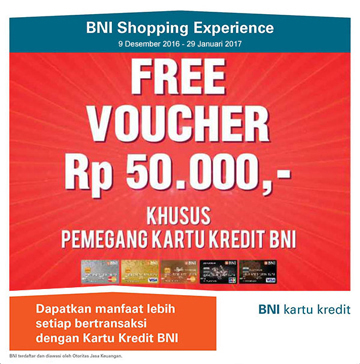 BNI Shopping Experience
9 Desember 2016 - 29 Januari 2017
FREE
VOUCHER
Rp 50.000,-
KHUSUS
PEMEGANG KARTU KREDIT BNI
Dapatkan manfaat lebih
setiap bertransaksi
dengan Kartu Kredit BNI
BNI kartu kredit
BNI terdaftar dan diawasi oleh Otoritas Jasa Keuangan.